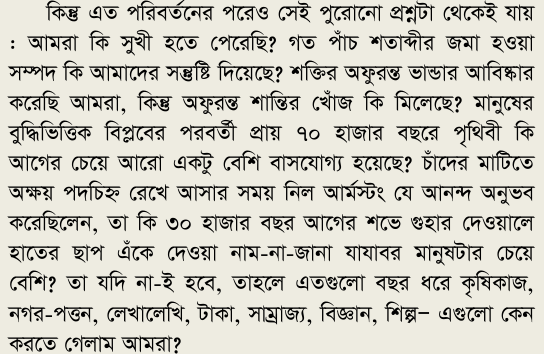 কিন্তু এত পরিবর্তনের পরেও সেই পুরোনো প্রশ্নটা থেকেই যায়
: আমরা কি সুখী হতে পেরেছি? গত পাঁচ শতাব্দীর জমা হওয়া
সম্পদ কি আমাদের সন্তুষ্টি দিয়েছে? শক্তির অফুরন্ত ভান্ডার আবিষ্কার
করেছি আমরা, কিন্তু অফুরন্ত শান্তির খোঁজ কি মিলেছে? মানুষের
বুদ্ধিভিত্তিক বিপ্লবের পরবর্তী প্রায় ৭০ হাজার বছরে পৃথিবী কি
আগের চেয়ে আরো একটু বেশি বাসযোগ্য হয়েছে? চাঁদের মাটিতে
অক্ষয় পদচিহ্ন রেখে আসার সময় নিল আর্মস্টং যে আনন্দ অনুভব
করেছিলেন, তা কি ৩০ হাজার বছর আগের শভে গুহার দেওয়ালে
হাতের ছাপ এঁকে দেওয়া নাম-না-জানা যাযাবর মানুষটার চেয়ে
বেশি? তা যদি না-ই হবে, তাহলে এতগুলো বছর ধরে কৃষিকাজ,
নগর-পত্তন, লেখালেখি, টাকা, সাম্রাজ্য, বিজ্ঞান, শিল্প– এগুলো কেন
করতে গেলাম আমরা?